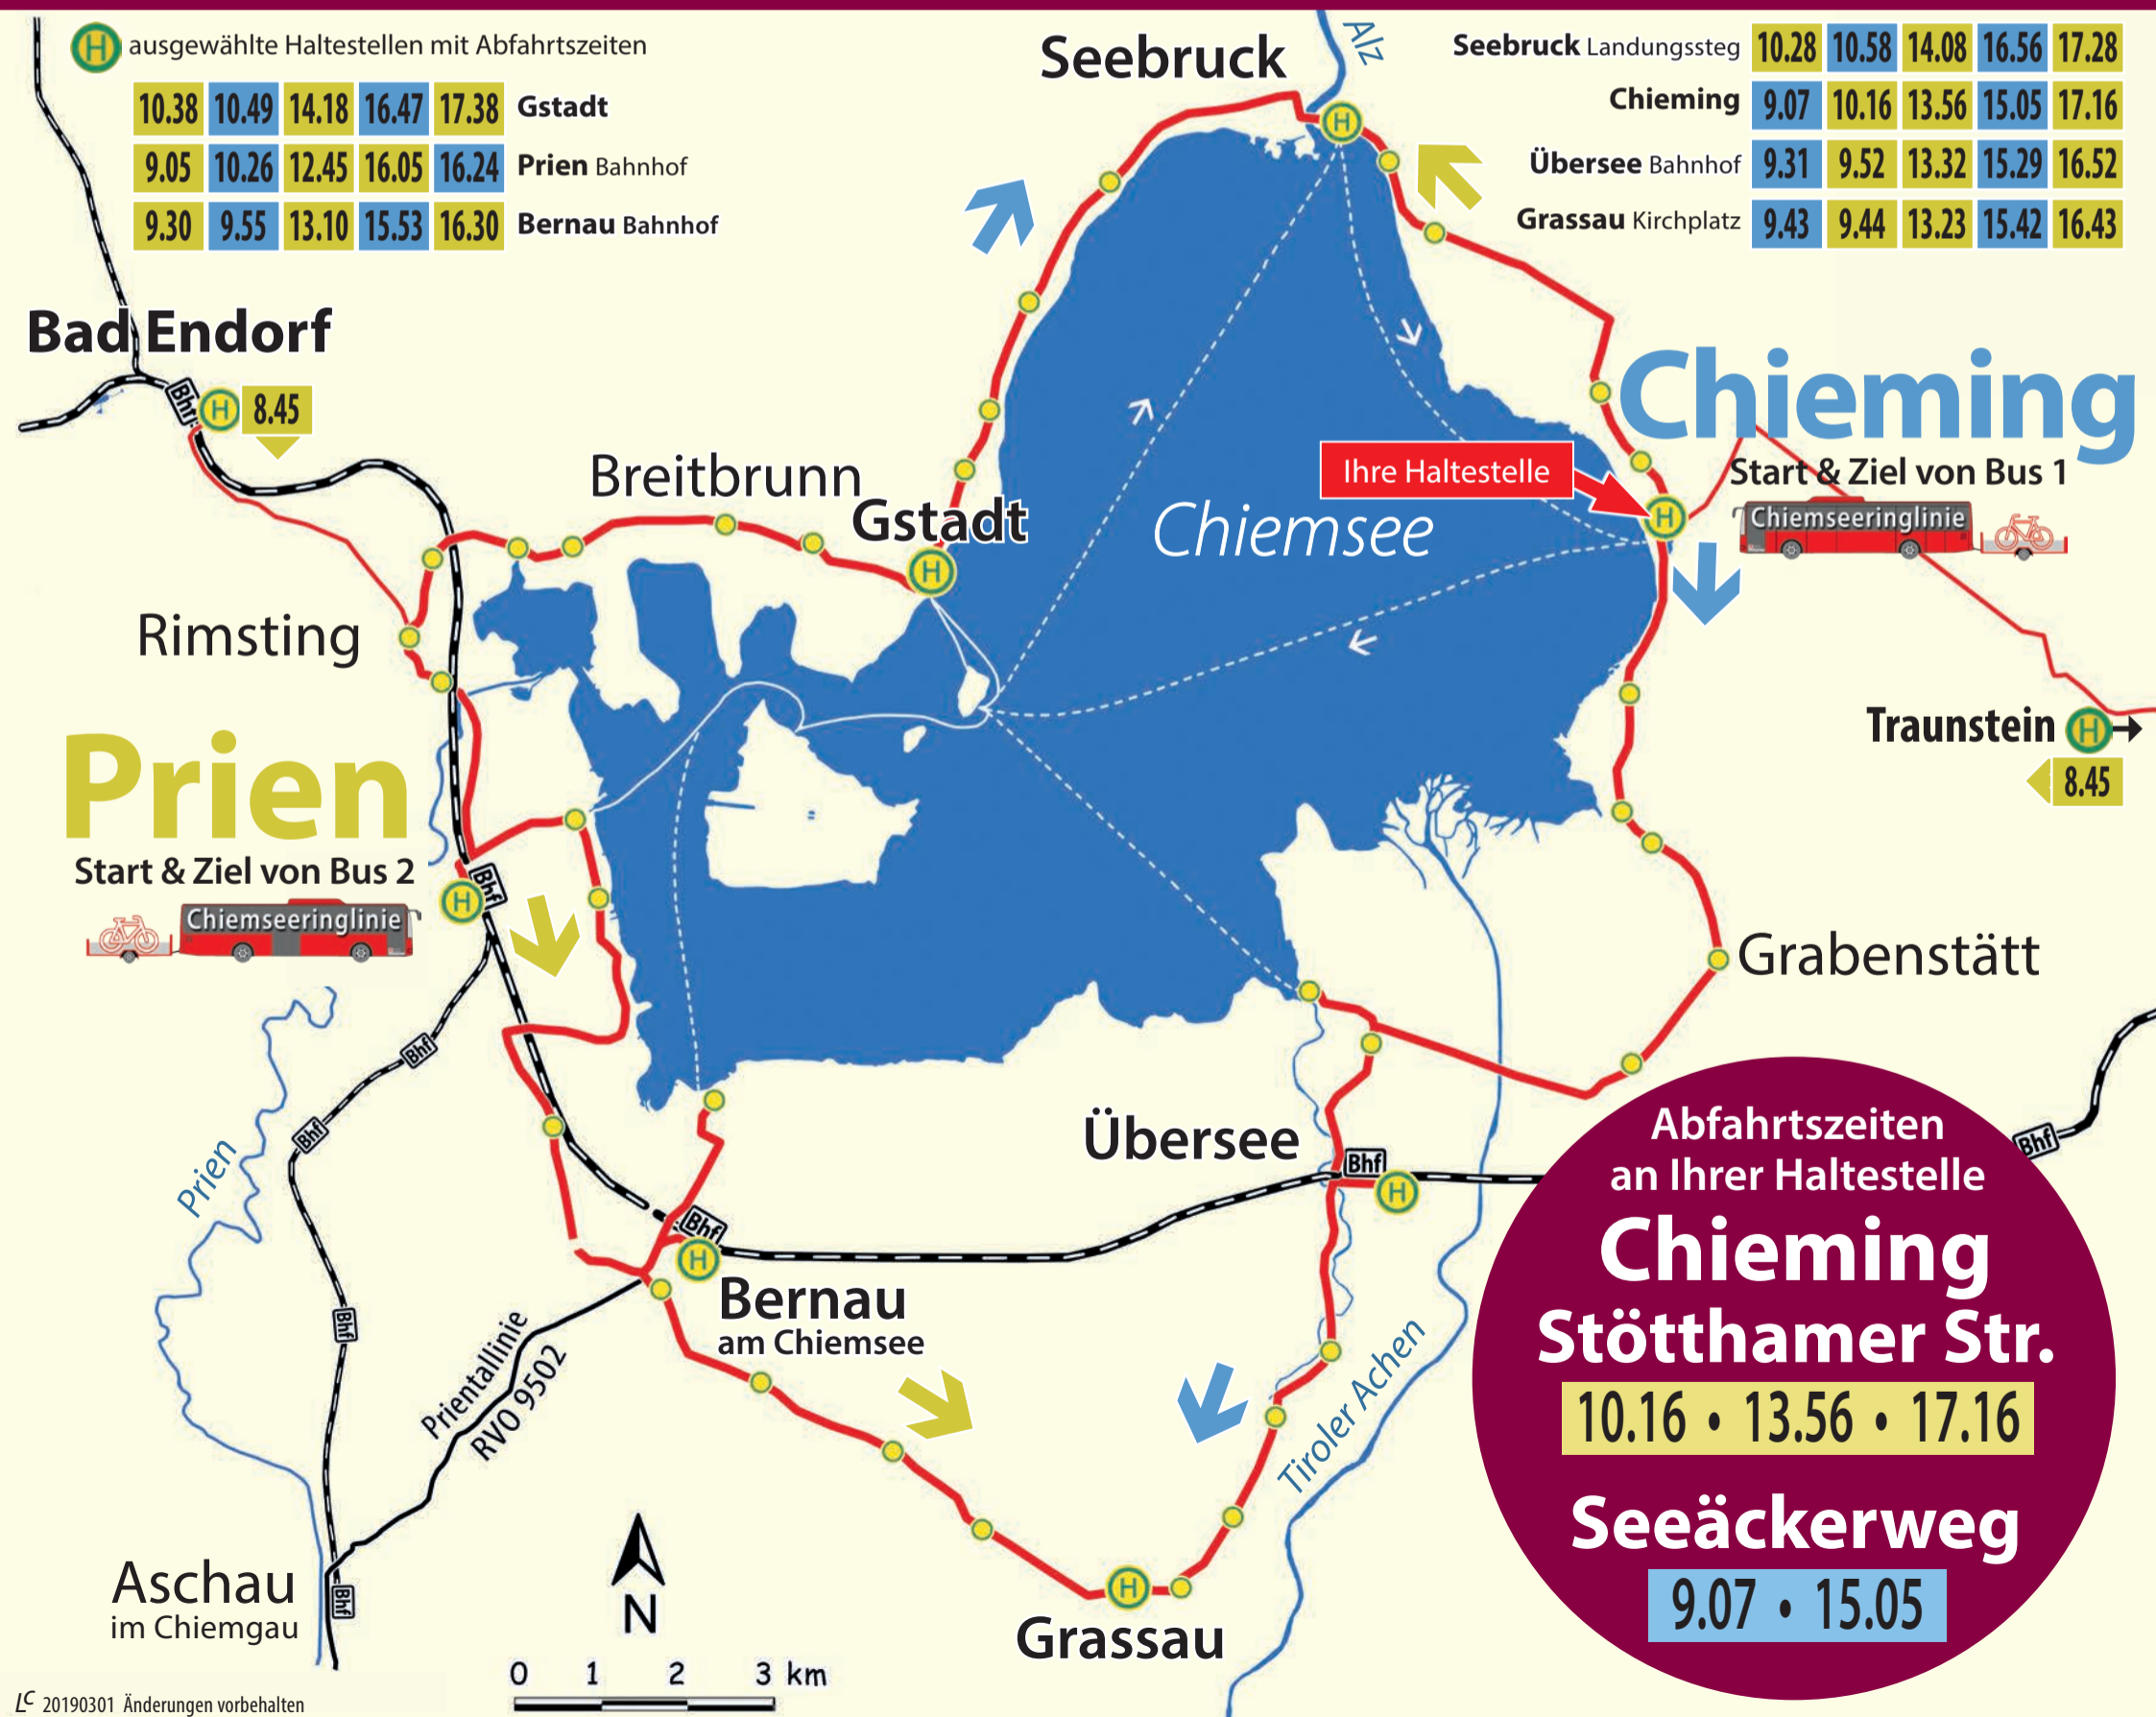 H ausgewählte Haltestellen mit Abfahrtszeiten
10.38 10.49 14.18 16.47 17.38 Gstadt
9.05 10.26 12.45 16.05 16.24 Prien Bahnhof
9.30 9.55 13.10 15.53 16.30 Bernau Bahnhof
Seebruck
Alz
Seebruck Landungssteg 10.28 10.58 14.08 16.56 17.28
Chieming 9.07 10.16 13.56 15.05 17.16
Übersee Bahnhof 9.31 9.52 13.32 15.29 16.52
Grassau Kirchplatz 9.43 9.44 13.23 15.42 16.43
H
Bad Endorf
Bhf H 8.45
Chieming
Start & Ziel von Bus 1
Chiemseeringlinie
Ihre Haltestelle
H
Breitbrunn
Gstadt
H
Chiemsee
Rimsting
Traunstein H
8.45
Prien
Start & Ziel von Bus 2
Chiemseeringlinie
Bhf
H
Grabenstätt
Bhf
Bhf
Prien
Übersee
Bhf
H
Bhf
Bhf
H
Bernau
am Chiemsee
Bhf
Prientallinie
RVO 9502
Tiroler Achen
Abfahrtszeiten
an Ihrer Haltestelle
Chieming
Stötthamer Str.
10.16 • 13.56 • 17.16
Seeäckerweg
9.07 • 15.05
Aschau
im Chiemgau
Bhf
N
H
Grassau
0 1 2 3 km
LC 20190301 Änderungen vorbehalten